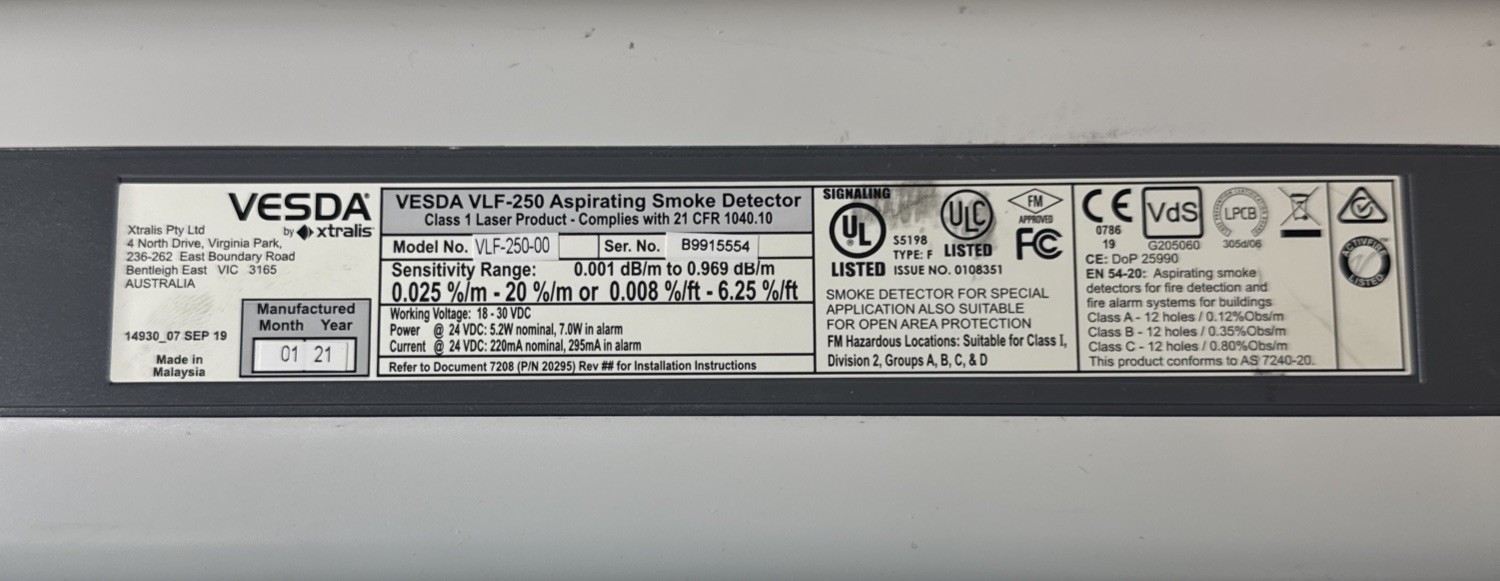 VESDA
by xtralis
Xtralis Pty Ltd
4 North Drive, Virginia Park,
236-262 East Boundary Road
Bentleigh East VIC 3165
AUSTRALIA
14930_07 SEP 19
Made in
Malaysia
Manufactured
Month Year
01 21
VESDA VLF-250 Aspirating Smoke Detector
Class 1 Laser Product - Complies with 21 CFR 1040.10
Model No. VLF-250-00 Ser. No. B9915554
Sensitivity Range: 0.001 dB/m to 0.969 dB/m
0.025 %/m - 20 %/m or 0.008 %/ft - 6.25 %/ft
Working Voltage: 18 - 30 VDC
Power @ 24 VDC: 5.2W nominal, 7.0W in alarm
Current @ 24 VDC: 220mA nominal, 295mA in alarm
Refer to Document 7208 (P/N 20295) Rev ## for Installation Instructions
SIGNALING
UL
LISTED
S5198
TYPE: F
ISSUE NO. 0108351
ULC
LISTED
FM
APPROVED
FC
SMOKE DETECTOR FOR SPECIAL
APPLICATION ALSO SUITABLE
FOR OPEN AREA PROTECTION
FM Hazardous Locations: Suitable for Class I,
Division 2, Groups A, B, C, & D
CE
0786
19
VdS
G205060
LPCB
305d/06
CE: DoP 25990
EN 54-20: Aspirating smoke
detectors for fire detection and
fire alarm systems for buildings
Class A - 12 holes / 0.12%Obs/m
Class B - 12 holes / 0.35%Obs/m
Class C - 12 holes / 0.80%Obs/m
This product conforms to AS 7240-20.
ACTIVFIRE
LISTED